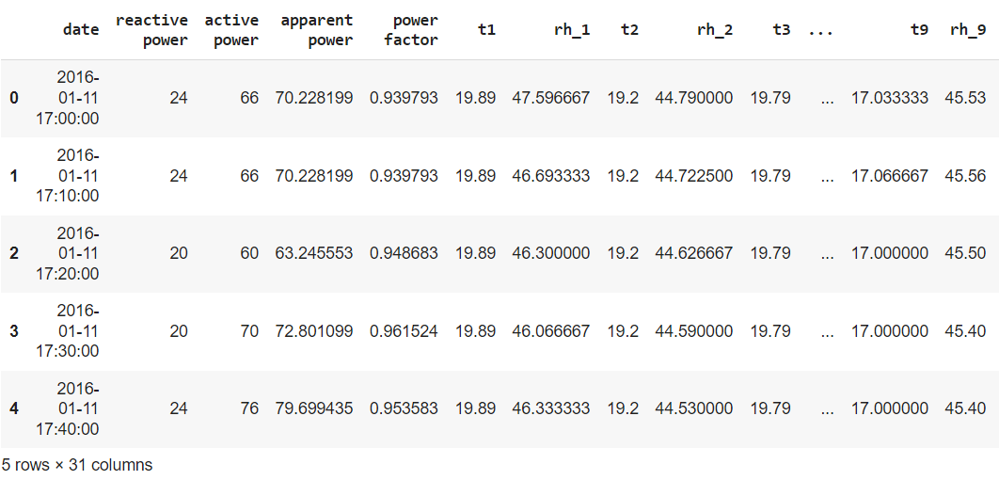 date reactive power active power apparent power power factor t1 rh_1 t2 rh_2 t3 ... t9 rh_9
0 2016-01-11 17:00:00 24 66 70.228199 0.939793 19.89 47.596667 19.2 44.790000 19.79 ... 17.033333 45.53
1 2016-01-11 17:10:00 24 66 70.228199 0.939793 19.89 46.693333 19.2 44.722500 19.79 ... 17.066667 45.56
2 2016-01-11 17:20:00 20 60 63.245553 0.948683 19.89 46.300000 19.2 44.626667 19.79 ... 17.000000 45.50
3 2016-01-11 17:30:00 20 70 72.801099 0.961524 19.89 46.066667 19.2 44.590000 19.79 ... 17.000000 45.40
4 2016-01-11 17:40:00 24 76 79.699435 0.953583 19.89 46.333333 19.2 44.530000 19.79 ... 17.000000 45.40
5 rows × 31 columns